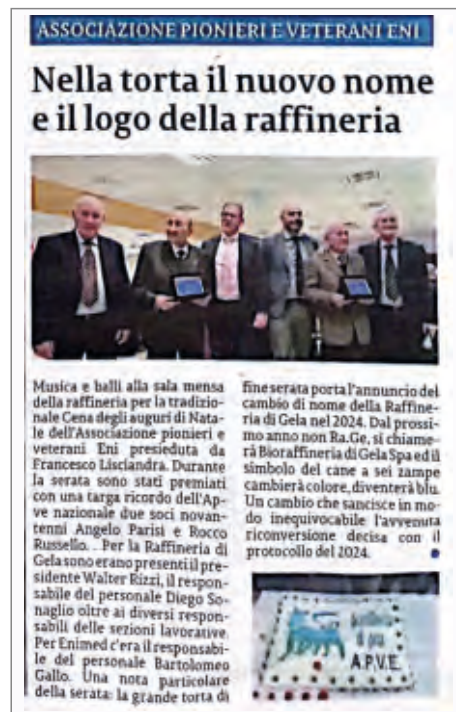 ASSOCIAZIONE PIONIERI E VETERANI ENI
Nella torta il nuovo nome
e il logo della raffineria
Musica e balli alla sala mensa
della raffineria per la tradizio-
nale Cena degli auguri di Nata-
le dell'Associazione pionieri e
veterani Eni presieduta da
Francesco Lisciandra. Durante
la serata sono stati premiati
con una targa ricordo dell'Ap-
ve nazionale due soci novan-
tenni Angelo Parisi e Rocco
Russello. . Per la Raffineria di
Gela sono erano presenti il pre-
sidente Walter Rizzi, il respon-
sabile del personale Diego So-
naglio oltre ai diversi respon-
sabili delle sezioni lavorative.
Per Enimed c'era il responsabi-
le del personale Bartolomeo
Gallo. Una nota particolare
della serata: la grande torta di
fine serata porta l'annuncio del
cambio di nome della Raffine-
ria di Gela nel 2024. Dal prossi-
mo anno non Ra.Ge, si chiame-
rà Bioraffineria di Gela Spa ed il
simbolo del cane a sei zampe
cambierà colore, diventerà blu.
Un cambio che sancisce in mo-
do inequivocabile l'avvenuta
riconversione decisa con il
protocollo del 2024.
A.P.V.E.